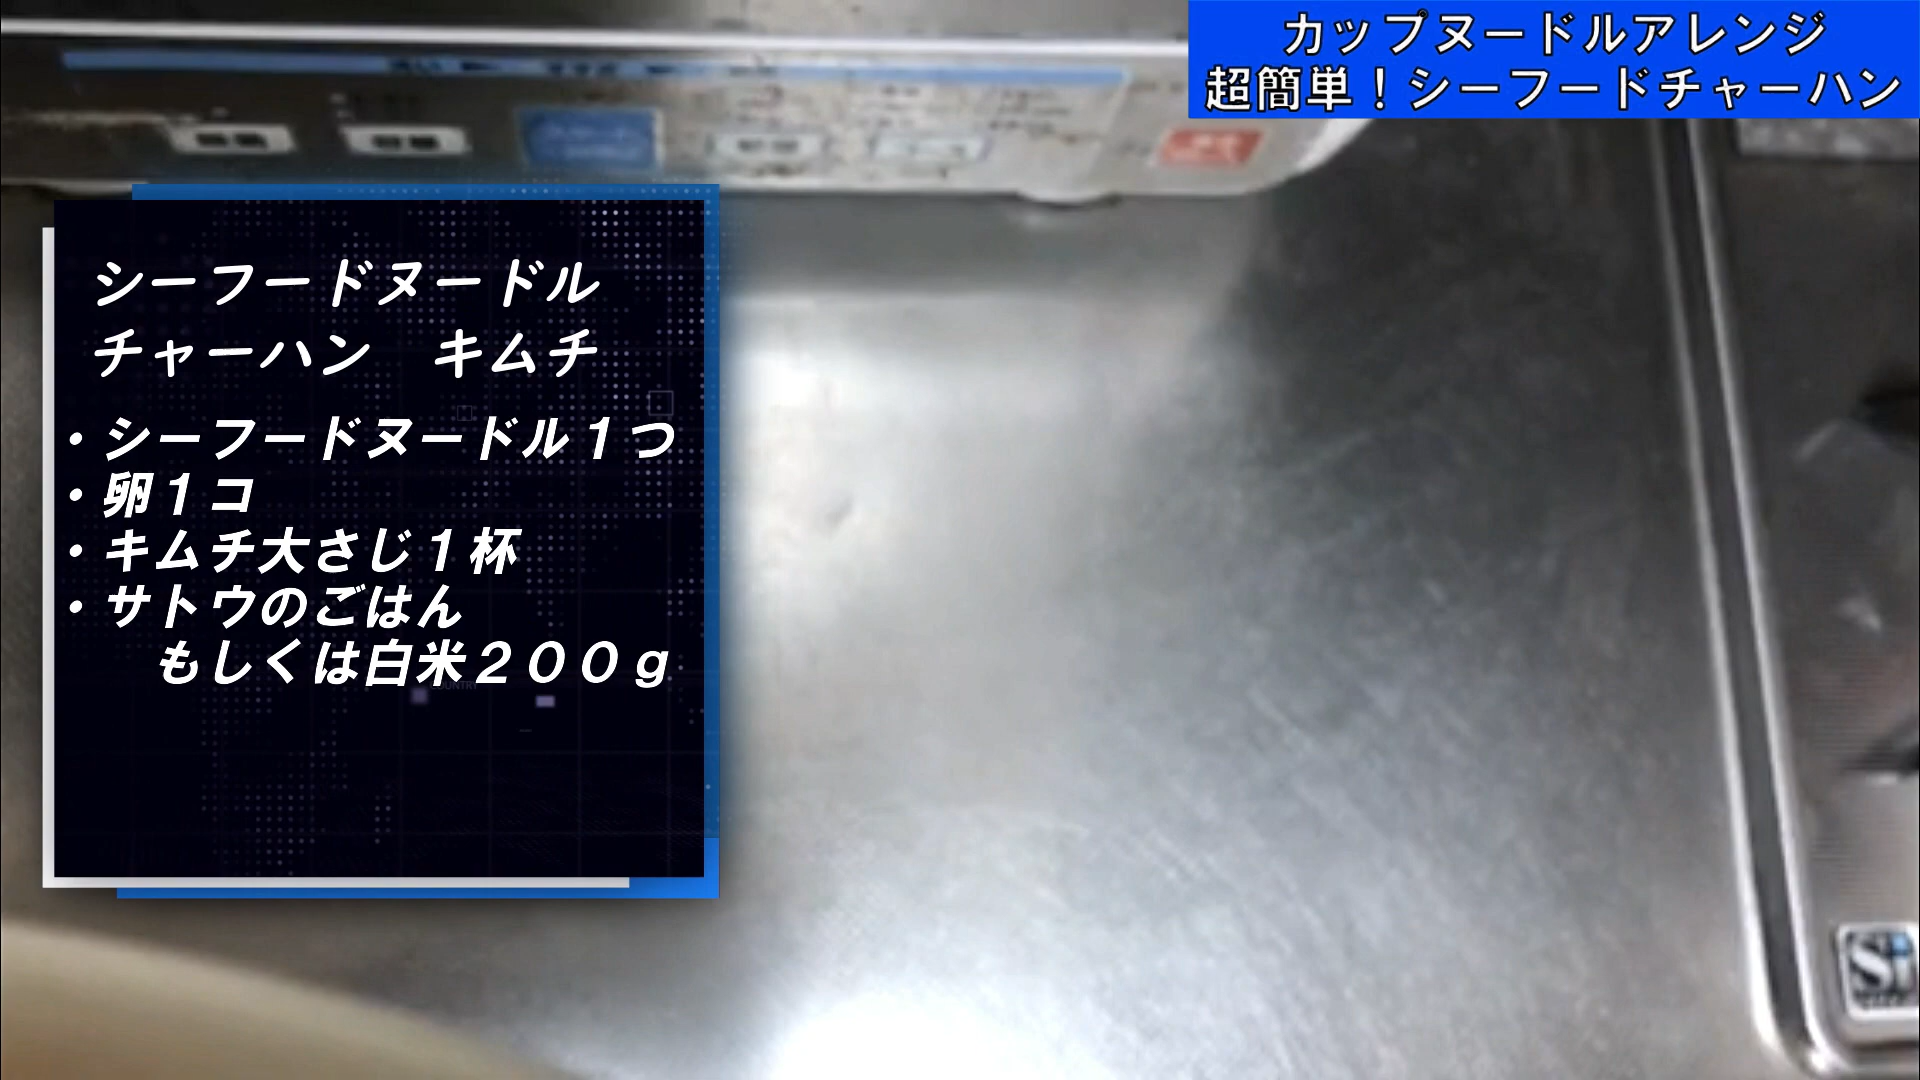 カップヌードルアレンジ
超簡単！シーフードチャーハン
シーフードヌードル
チャーハン　キムチ
・シーフードヌードル１つ
・卵１コ
・キムチ大さじ１杯
・サトウのごはん
もしくは白米２００ｇ
COUNTRY
Si